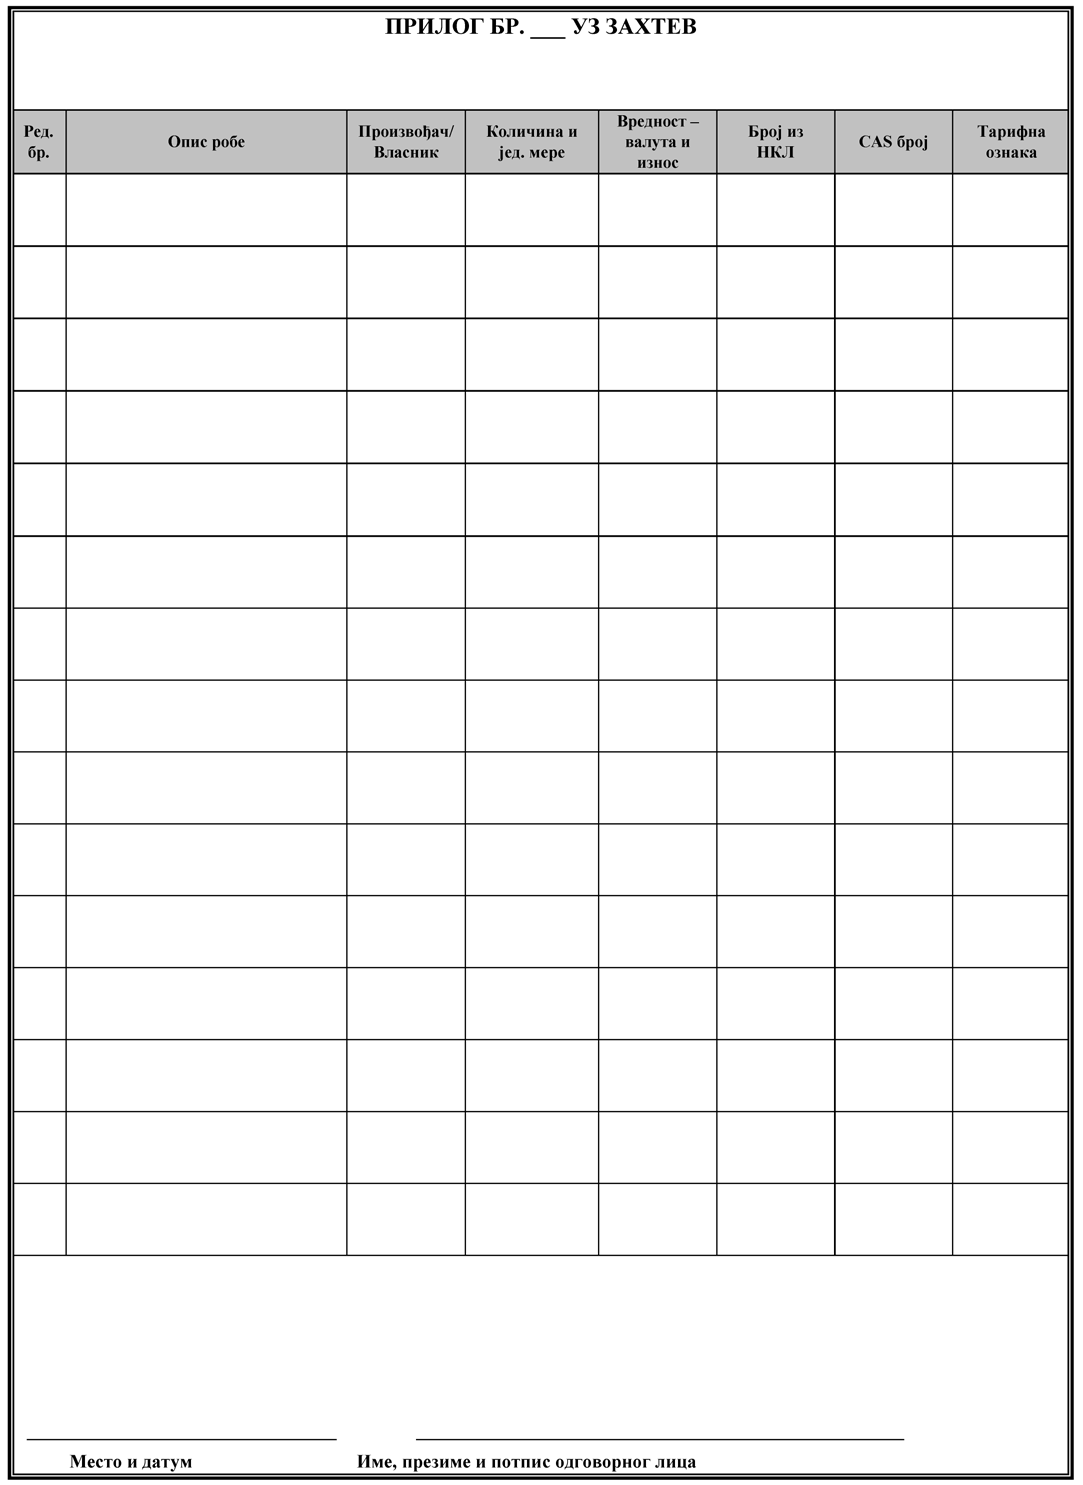 ПРИЛОГ БР. ___ УЗ ЗАХТЕВ
Ред. бр.
Опис робе
Произвођач/ Власник
Количина и јед. мере
Вредност – валута и износ
Број из НКЛ
CAS број
Тарифна ознака
Место и датум
Име, презиме и потпис одговорног лица